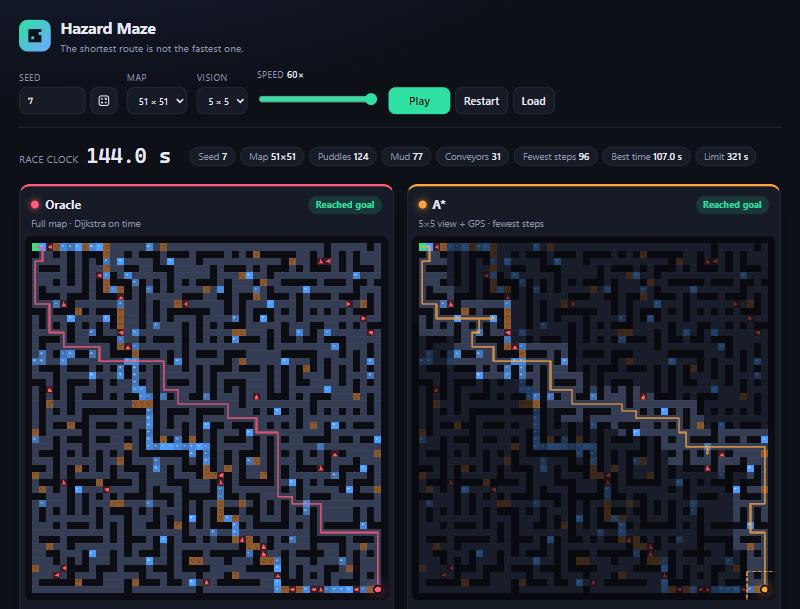 Hazard Maze
The shortest route is not the fastest one.
SEED MAP VISION SPEED 60×
7 51 × 51 5 × 5 Play Restart Load
RACE CLOCK 144.0 s Seed 7 Map 51×51 Puddles 124 Mud 77 Conveyors 31 Fewest steps 96 Best time 107.0 s Limit 321 s
Oracle Reached goal
Full map · Dijkstra on time
A* Reached goal
5×5 view + GPS · fewest steps